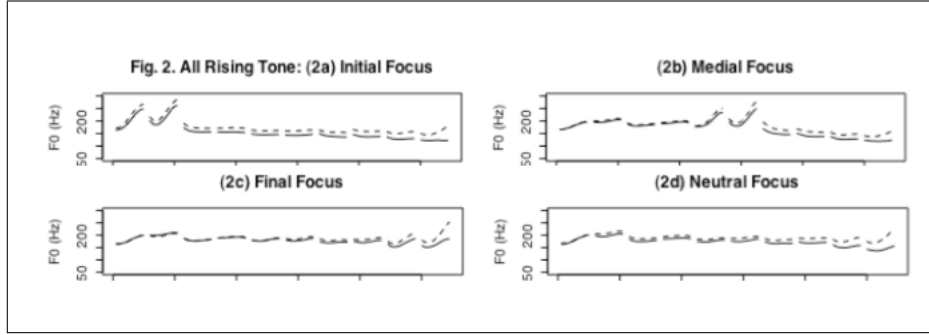 Fig. 2. All Rising Tone: (2a) Initial Focus
(2b) Medial Focus
F0 (Hz)
50 200
F0 (Hz)
50 200
(2c) Final Focus
(2d) Neutral Focus
F0 (Hz)
50 200
F0 (Hz)
50 200